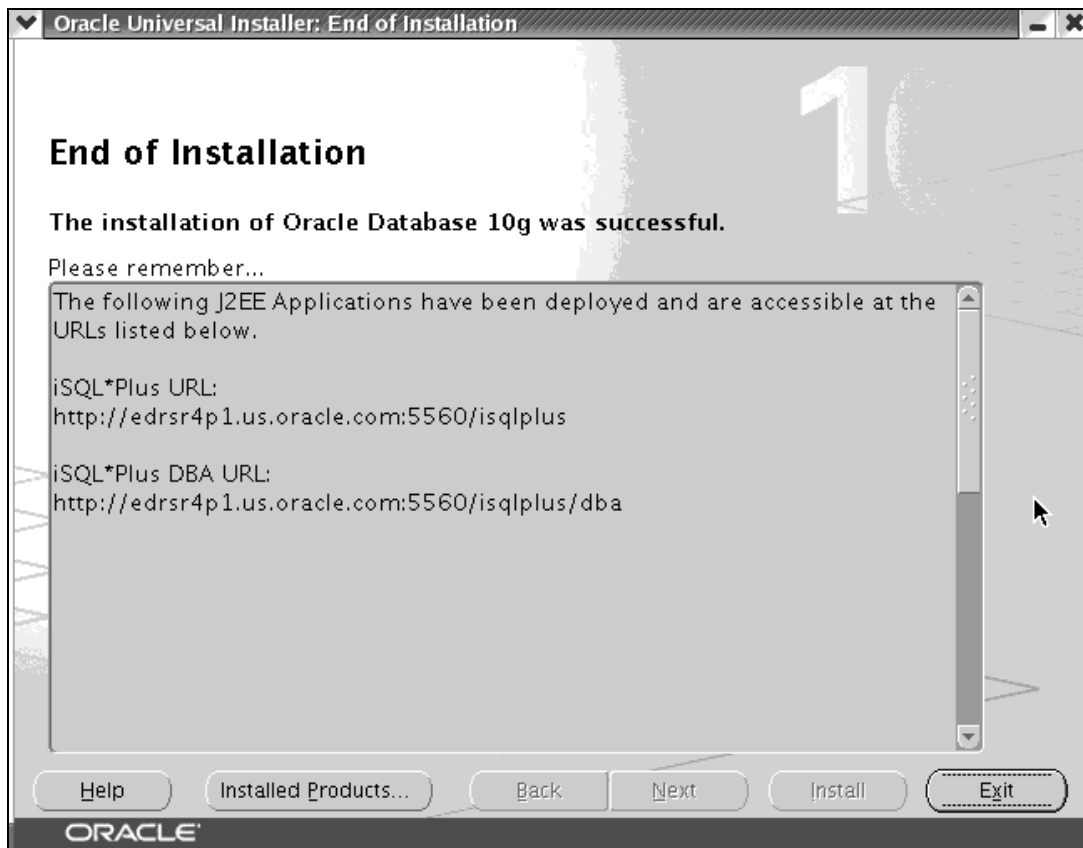 Oracle Universal Installer: End of Installation
10
End of Installation
The installation of Oracle Database 10g was successful.
Please remember...
The following J2EE Applications have been deployed and are accessible at the
URLs listed below.
iSQL*Plus URL:
http://edrsr4p1.us.oracle.com:5560/isqlplus
iSQL*Plus DBA URL:
http://edrsr4p1.us.oracle.com:5560/isqlplus/dba
Help Installed Products... Back Next Install Exit
ORACLE